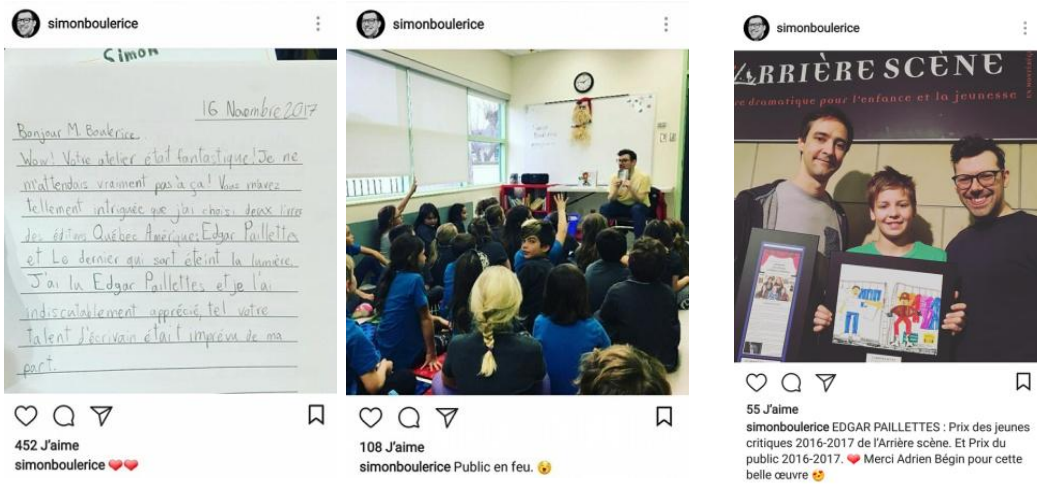 simonboulerice
Simon
16 Novembre 2017
Bonjour M. Boulerice,
Wow! Votre atelier était fantastique! Je ne
m'attendais vraiment pas à ça! Vous m'avez
tellement intriguée que j'ai choisi deux livres
des éditions Québec Amérique: Edgar Paillettes
et Le dernier qui sort éteint la lumière.
J'ai lu Edgar Paillettes et je l'ai
indiscutablement apprécié, tel votre
talent d'écrivain était imprévu de ma
part.
452 J'aime
simonboulerice ❤️❤️
simonboulerice
108 J'aime
simonboulerice Public en feu. 😮
simonboulerice
ARRIÈRE SCÈNE
re dramatique pour l'enfance et la jeunesse
55 J'aime
simonboulerice EDGAR PAILLETTES : Prix des jeunes
critiques 2016-2017 de l'Arrière scène. Et Prix du
public 2016-2017. ❤️ Merci Adrien Bégin pour cette
belle œuvre 🥰